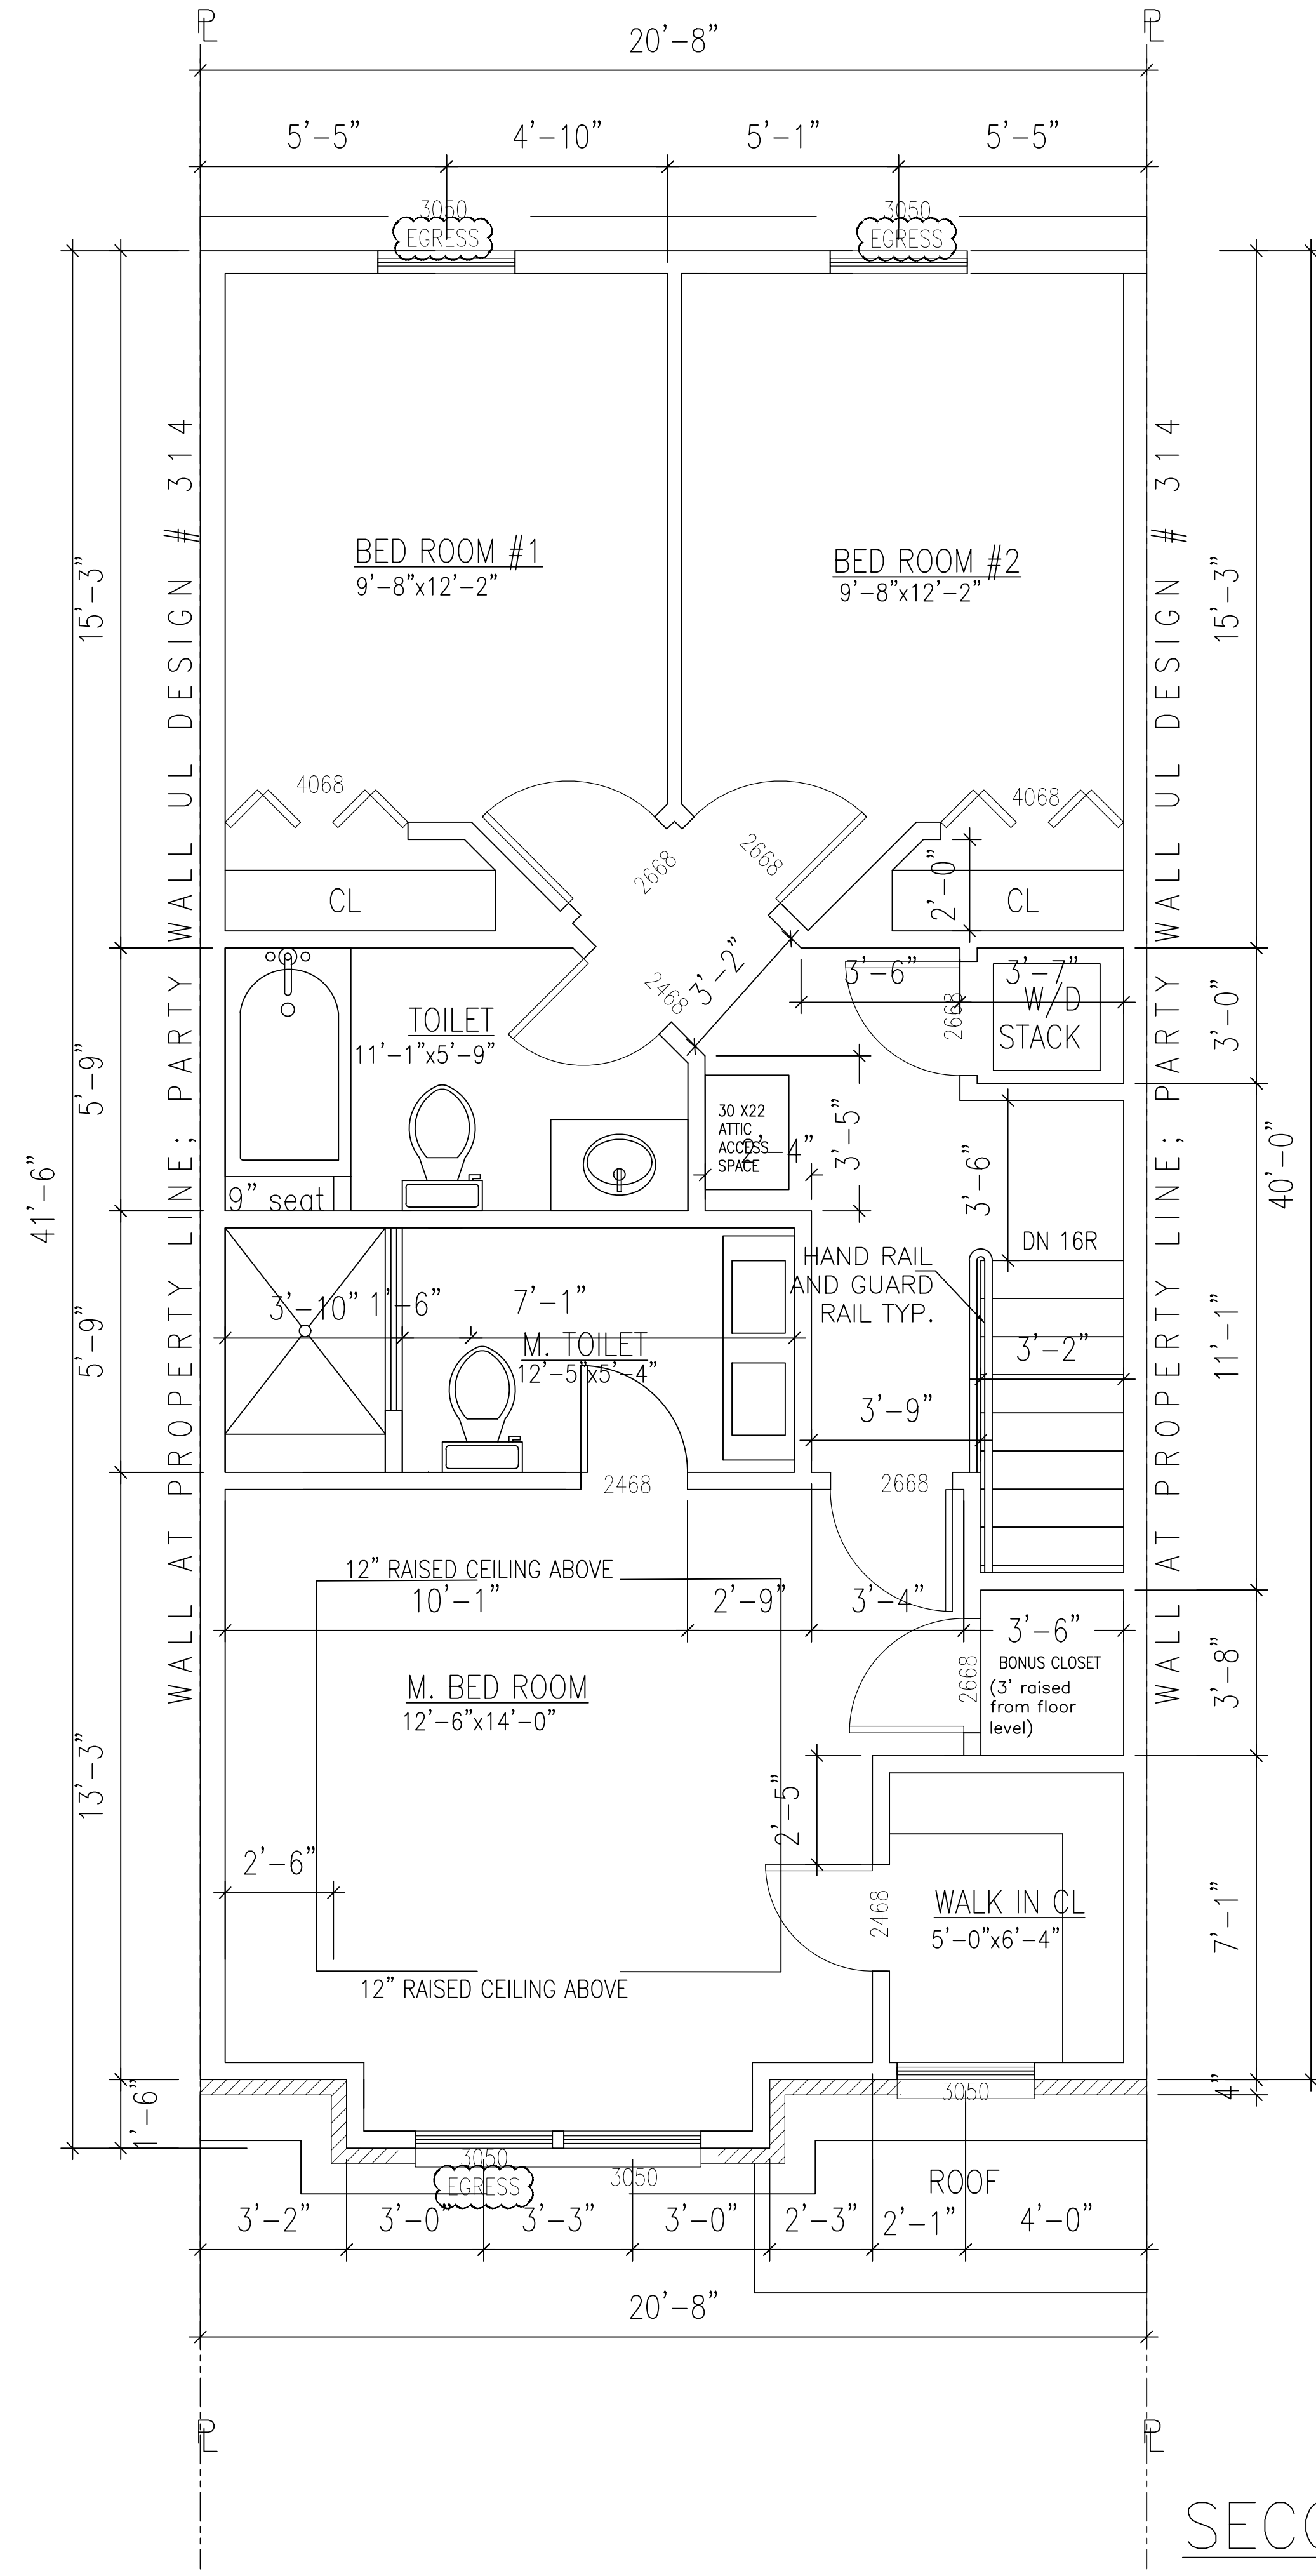 PL
PL
20'-8"
5'-5"
4'-10"
5'-1"
5'-5"
3050
EGRESS
3050
EGRESS
WALL AT PROPERTY LINE; PARTY WALL UL DESIGN # 314
WALL AT PROPERTY LINE; PARTY WALL UL DESIGN # 314
41'-6"
15'-3"
5'-9"
5'-9"
13'-3"
1'-6"
15'-3"
3'-0"
11'-1"
3'-8"
7'-1"
4"
40'-0"
BED ROOM #1
9'-8"x12'-2"
BED ROOM #2
9'-8"x12'-2"
4068
4068
2668
2668
CL
CL
2'-0"
2468
3'-2"
3'-6"
3'-7"
2668
W/D
STACK
TOILET
11'-1"x5'-9"
30 X22
ATTIC
ACCESS
SPACE
2'-4"
3'-5"
3'-6"
9" seat
DN 16R
HAND RAIL
AND GUARD
RAIL TYP.
3'-10"
1'-6"
7'-1"
M. TOILET
12'-5"x5'-4"
3'-2"
3'-9"
2468
2668
12" RAISED CEILING ABOVE
10'-1"
2'-9"
3'-4"
3'-6"
2668
BONUS CLOSET
(3' raised
from floor
level)
M. BED ROOM
12'-6"x14'-0"
2'-5"
2'-6"
2468
WALK IN CL
5'-0"x6'-4"
12" RAISED CEILING ABOVE
3050
3050
EGRESS
3050
ROOF
3'-2"
3'-0"
3'-3"
3'-0"
2'-3"
2'-1"
4'-0"
20'-8"
PL
PL